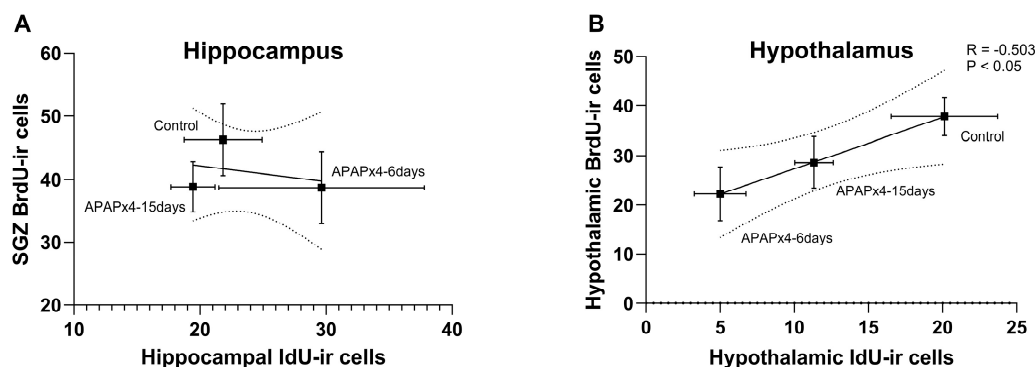 A
Hippocampus
SGZ BrdU-ir cells
60
50
40
30
20
Control
APAPx4-6days
APAPx4-15days
10
20
30
40
Hippocampal IdU-ir cells
B
Hypothalamus
R = -0.503
P < 0.05
Hypothalamic BrdU-ir cells
50
40
30
20
10
0
Control
APAPx4-15days
APAPx4-6days
0
5
10
15
20
25
Hypothalamic IdU-ir cells